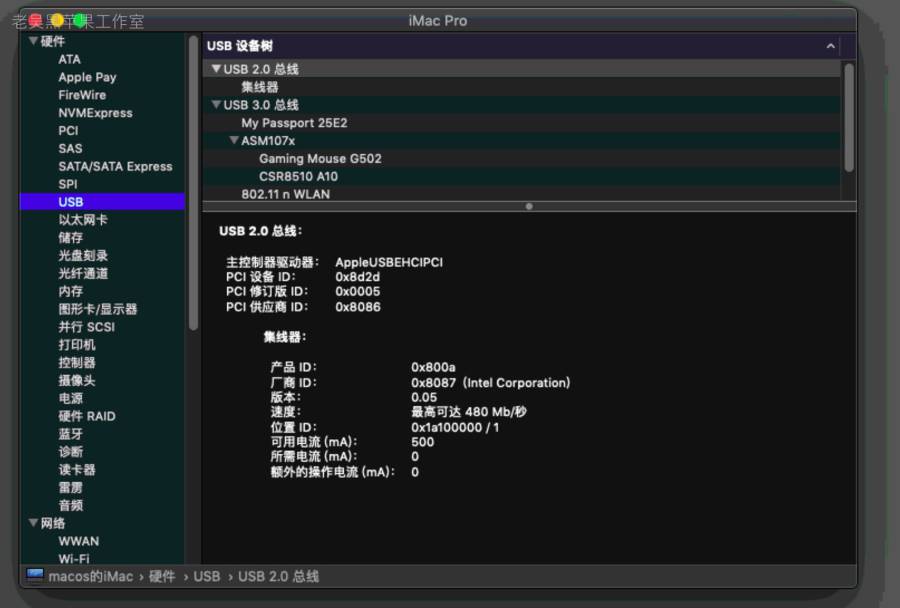 老吴黑苹果工作室
iMac Pro
硬件
ATA
Apple Pay
FireWire
NVMExpress
PCI
SAS
SATA/SATA Express
SPI
USB
以太网卡
储存
光盘刻录
光纤通道
内存
图形卡/显示器
并行 SCSI
打印机
控制器
摄像头
电源
硬件 RAID
蓝牙
诊断
读卡器
雷雳
音频
网络
WWAN
Wi-Fi
USB 设备树
USB 2.0 总线
集线器
USB 3.0 总线
My Passport 25E2
ASM107x
Gaming Mouse G502
CSR8510 A10
802.11 n WLAN
USB 2.0 总线：
主控制器驱动器： AppleUSBEHCIPCI
PCI 设备 ID： 0x8d2d
PCI 修订版 ID： 0x0005
PCI 供应商 ID： 0x8086
集线器：
产品 ID： 0x800a
厂商 ID： 0x8087 (Intel Corporation)
版本： 0.05
速度： 最高可达 480 Mb/秒
位置 ID： 0x1a100000 / 1
可用电流 (mA)： 500
所需电流 (mA)： 0
额外的操作电流 (mA)： 0
macos的iMac › 硬件 › USB › USB 2.0 总线